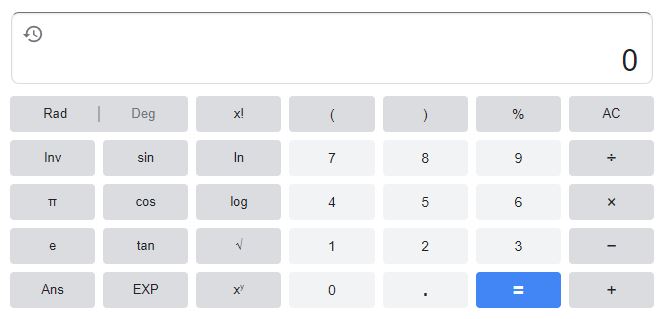 0
Rad | Deg x! ( ) % AC
Inv sin ln 7 8 9 ÷
π cos log 4 5 6 ×
e tan √ 1 2 3 −
Ans EXP xʸ 0 . = +